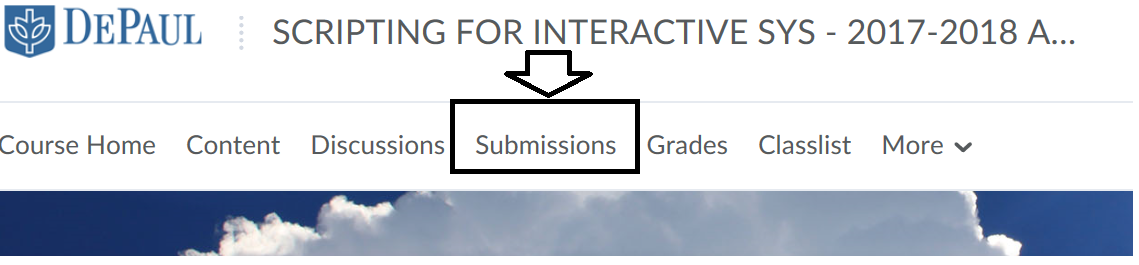 DEPAUL SCRIPTING FOR INTERACTIVE SYS - 2017-2018 A...
Course Home Content Discussions Submissions Grades Classlist More